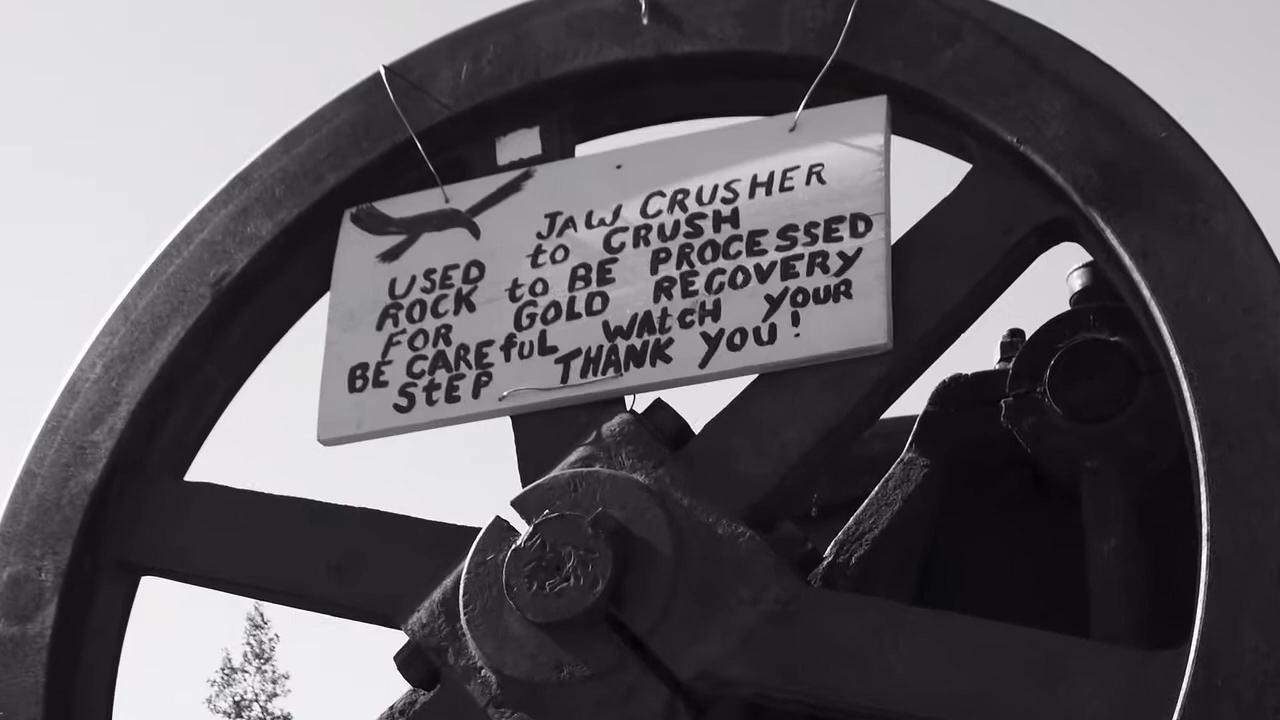 JAW CRUSHER
USED to CRUSH
ROCK to BE PROCESSED
FOR GOLD RECOVERY
BE CAREfuL WAtcH YOUR
StEP THANK YOU!